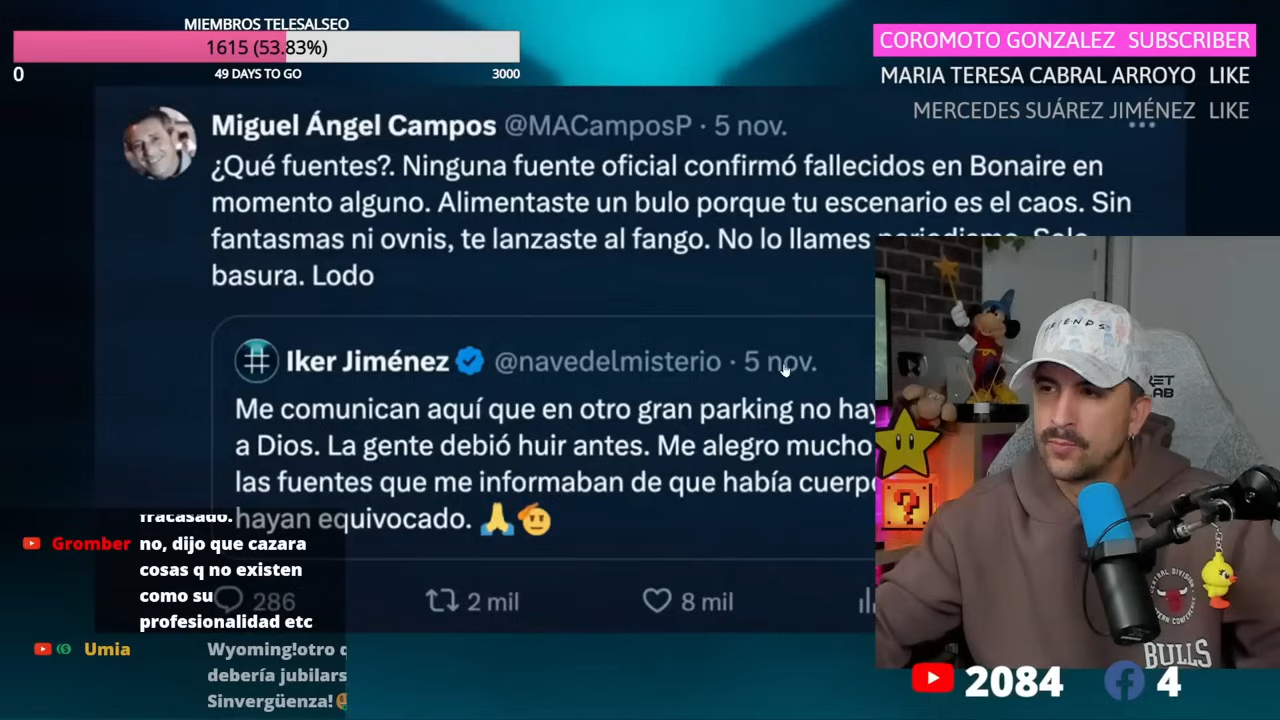 MIEMBROS TELESALSEO
1615 (53.83%)
0
49 DAYS TO GO
3000
COROMOTO GONZALEZ SUBSCRIBER
MARIA TERESA CABRAL ARROYO LIKE
MERCEDES SUÁREZ JIMÉNEZ LIKE
Miguel Ángel Campos @MACamposP · 5 nov.
¿Qué fuentes?. Ninguna fuente oficial confirmó fallecidos en Bonaire en
momento alguno. Alimentaste un bulo porque tu escenario es el caos. Sin
fantasmas ni ovnis, te lanzaste al fango. No lo llames periodismo. Solo
basura. Lodo
Iker Jiménez @navedelmisterio · 5 nov.
Me comunican aquí que en otro gran parking no hay
a Dios. La gente debió huir antes. Me alegro mucho
las fuentes que me informaban de que había
hayan equivocado.
286
2 mil
8 mil
fracasado.
Gromber no, dijo que cazara
cosas q no existen
como su
profesionalidad etc
Umia Wyoming!otro
debería
Sinvergüenza!
FRIENDS
BULLS
2084
4